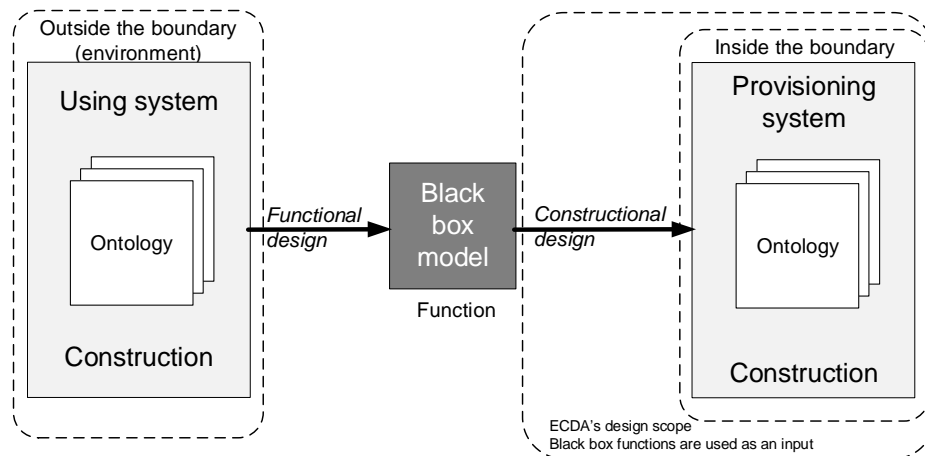 Outside the boundary
(environment)
Using system
Ontology
Construction
Functional
design
Black
box
model
Function
Constructional
design
Inside the boundary
Provisioning
system
Ontology
Construction
ECDA's design scope
Black box functions are used as an input